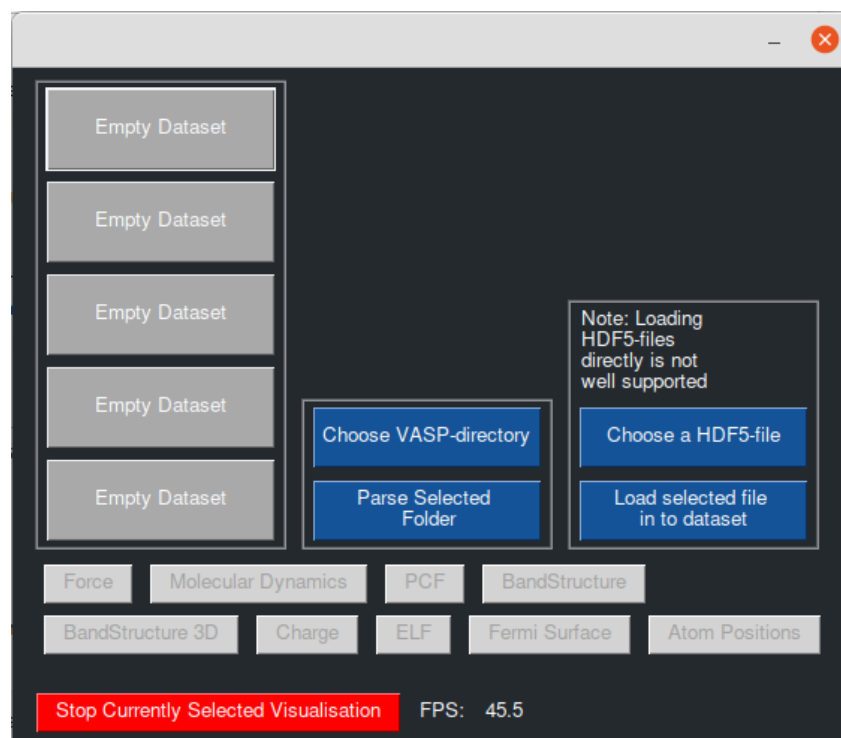 Empty Dataset
Empty Dataset
Empty Dataset
Empty Dataset
Empty Dataset
Choose VASP-directory
Parse Selected
Folder
Note: Loading
HDF5-files
directly is not
well supported
Choose a HDF5-file
Load selected file
in to dataset
Force
Molecular Dynamics
PCF
BandStructure
BandStructure 3D
Charge
ELF
Fermi Surface
Atom Positions
Stop Currently Selected Visualisation
FPS: 45.5